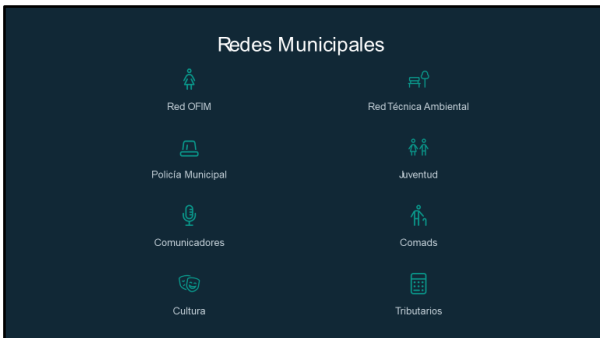 Redes Municipales
Red OFIM
Red Técnica Ambiental
Policía Municipal
Juventud
Comunicadores
Comads
Cultura
Tributarios